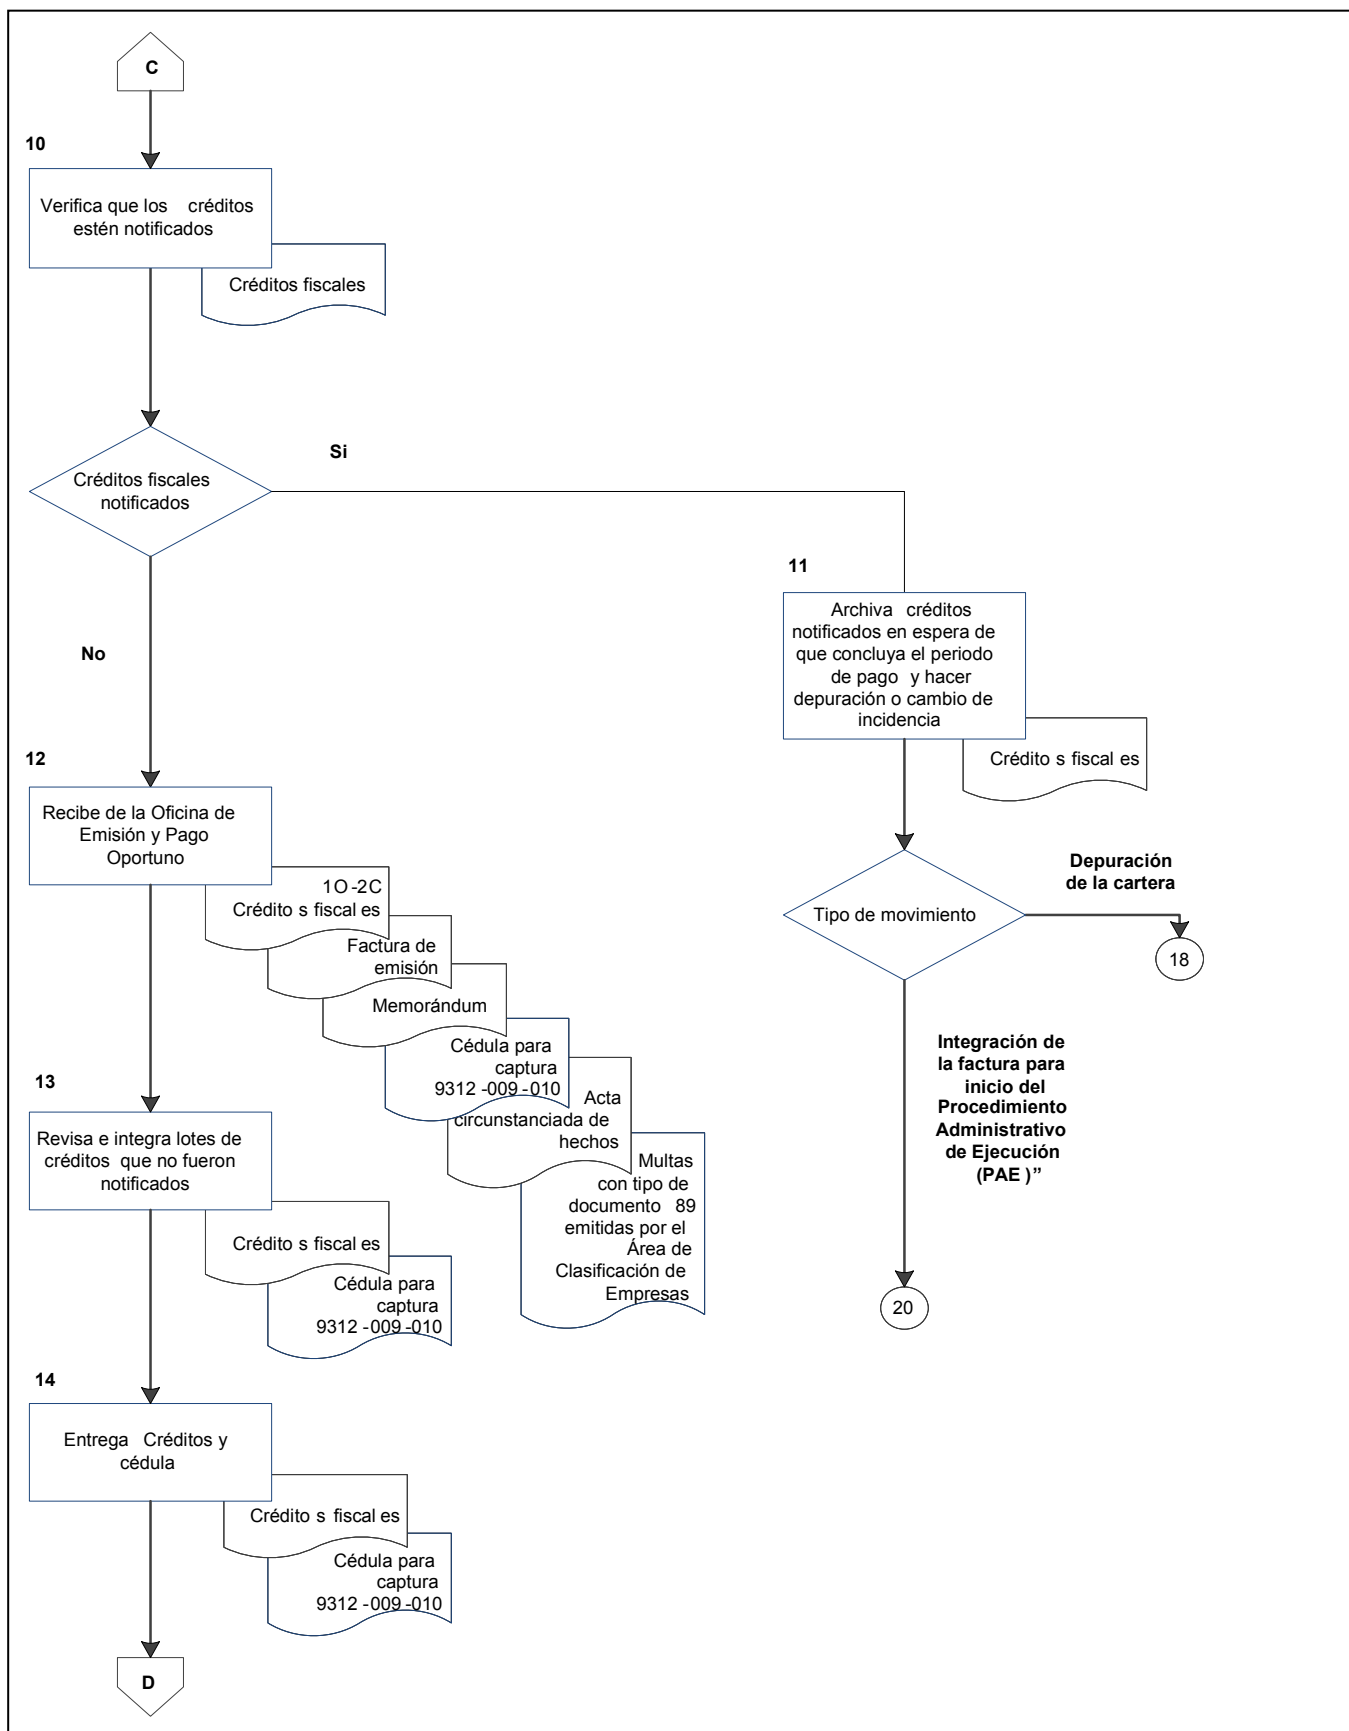 C
10
Verifica que los créditos
estén notificados
Créditos fiscales
Créditos fiscales
notificados
Si
No
11
Archiva créditos
notificados en espera de
que concluya el periodo
de pago y hacer
depuración o cambio de
incidencia
Crédito s fiscal es
Tipo de movimiento
Depuración
de la cartera
18
Integración de
la factura para
inicio del
Procedimiento
Administrativo
de Ejecución
(PAE )”
20
12
Recibe de la Oficina de
Emisión y Pago
Oportuno
1O -2C
Crédito s fiscal es
Factura de
emisión
Memorándum
Cédula para
captura
9312 -009 -010
Acta
circunstanciada de
hechos
Multas
con tipo de
documento 89
emitidas por el
Área de
Clasificación de
Empresas
13
Revisa e integra lotes de
créditos que no fueron
notificados
Crédito s fiscal es
Cédula para
captura
9312 -009 -010
14
Entrega Créditos y
cédula
Crédito s fiscal es
Cédula para
captura
9312 -009 -010
D